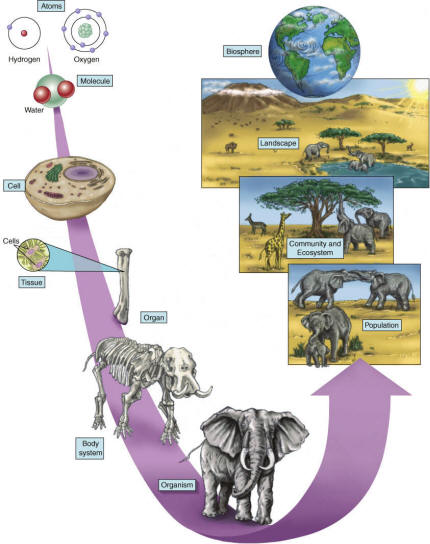 Atoms
Hydrogen
Oxygen
Molecule
Water
Cell
Cells
Tissue
Organ
Body
system
Organism
Population
Community and
Ecosystem
Landscape
Biosphere